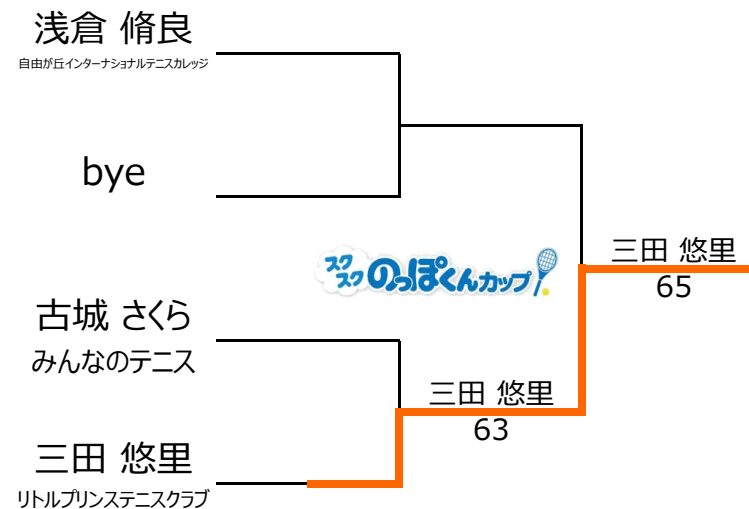 浅倉 脩良
自由が丘インターナショナルテニスカレッジ
bye
スクスクのっぽくんカップ
三田 悠里
65
古城 さくら
みんなのテニス
三田 悠里
63
三田 悠里
リトルプリンステニスクラブ